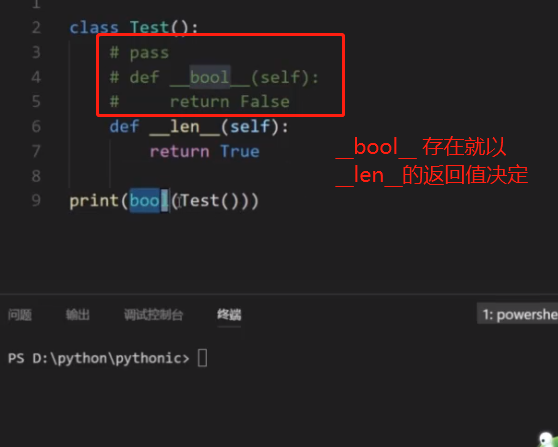 1
2 class Test():
3 # pass
4 # def __bool__(self):
5 # return False
6 def __len__(self):
7 return True
8
9 print(bool(Test()))
__bool__ 存在就以
__len__的返回值决定
问题 输出 调试控制台 终端 1: powershe
PS D:\python\pythonic>